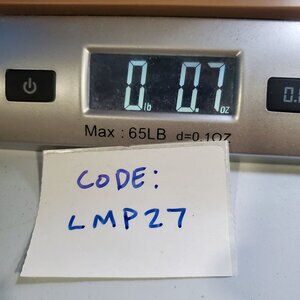 0 lb 0.7 oz
Max : 65LB d=0.1OZ
CODE:
LMP27